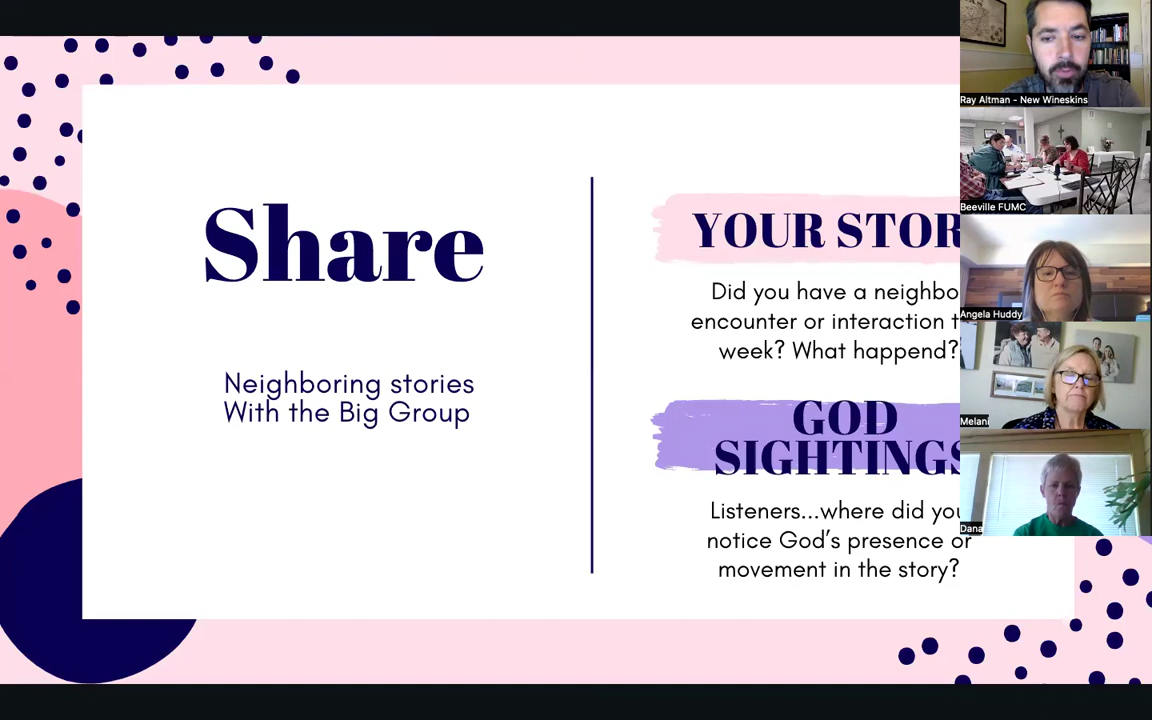 Share
Neighboring stories
With the Big Group
YOUR STOR
Did you have a neighbo
encounter or interaction t
week? What happend?
GOD
SIGHTINGS
Listeners...where did you
notice God's presence or
movement in the story?
Ray Altman - New Wineskins
Beeville FUMC
Angela Huddy
Melani
Dana